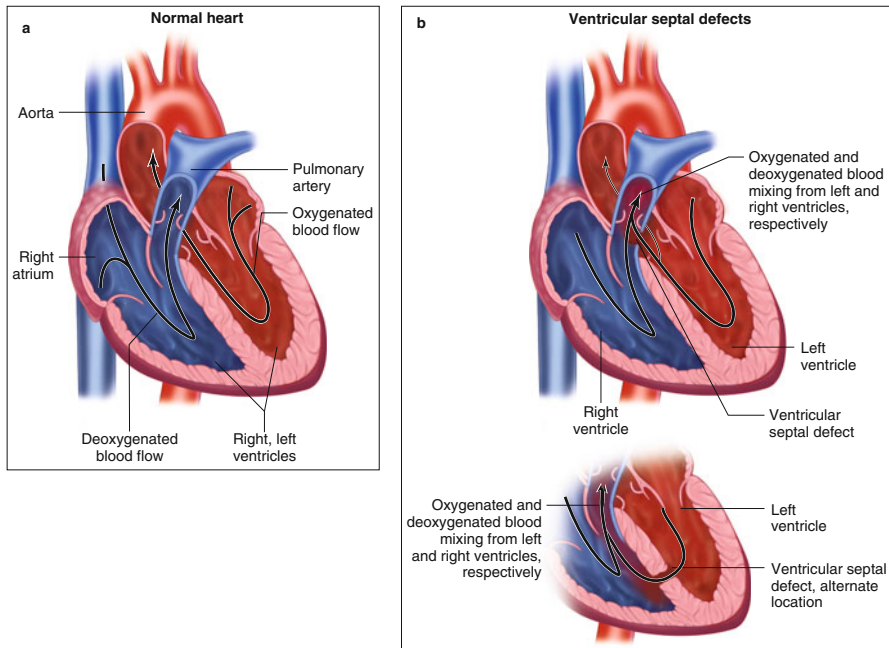 Normal heart
a
Aorta
Pulmonary
artery
Oxygenated
blood flow
Right
atrium
Deoxygenated
blood flow
Right, left
ventricles
Ventricular septal defects
b
Oxygenated and
deoxygenated blood
mixing from left and
right ventricles,
respectively
Left
ventricle
Right
ventricle
Ventricular
septal defect
Oxygenated and
deoxygenated blood
mixing from left
and right ventricles,
respectively
Left
ventricle
Ventricular septal
defect, alternate
location